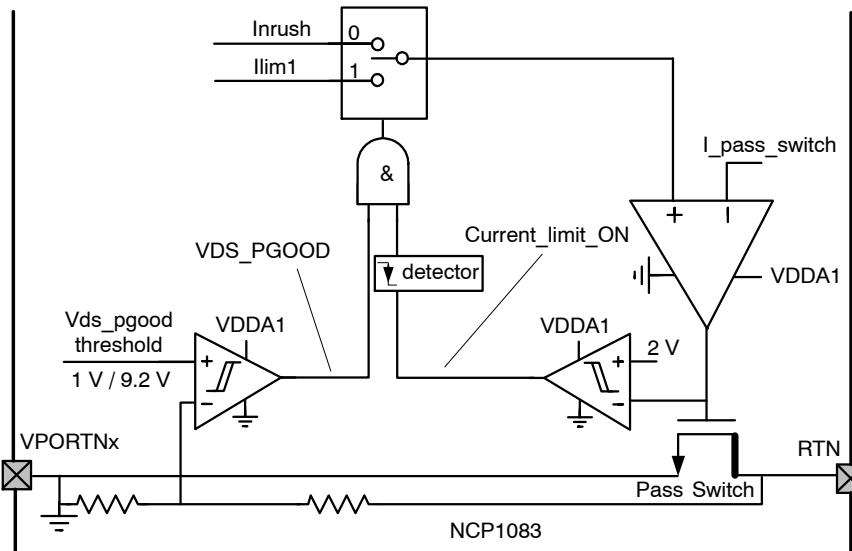 Inrush
0
Ilim1
1
I_pass_switch
&
+
−
VDS_PGOOD
Current_limit_ON
detector
VDDA1
Vds_pgood
threshold
VDDA1
VDDA1
+
+
2 V
1 V / 9.2 V
−
−
VPORTNx
RTN
Pass Switch
NCP1083